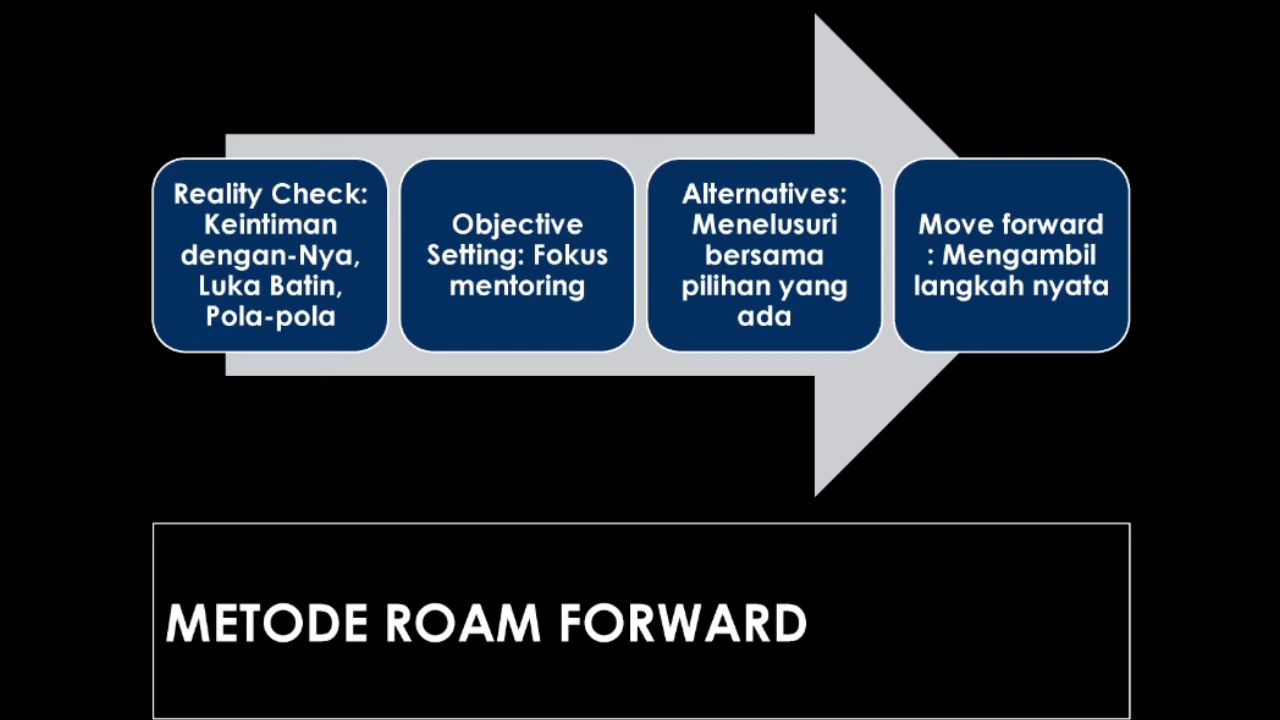 Reality Check:
Keintiman
dengan-Nya,
Luka Batin,
Pola-pola
Objective
Setting: Fokus
mentoring
Alternatives:
Menelusuri
bersama
pilihan yang
ada
Move forward
: Mengambil
langkah nyata
METODE ROAM FORWARD